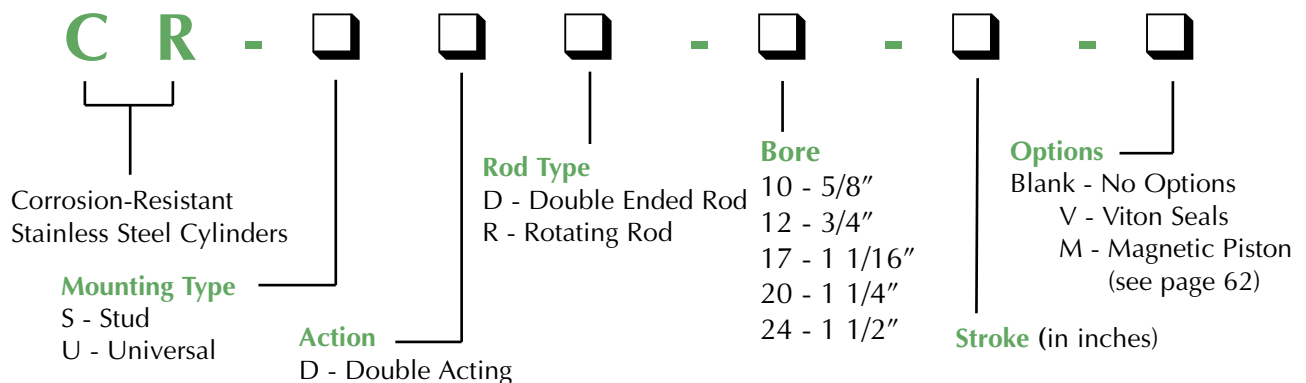 C R - ❑ ❑ ❑ - ❑ - ❑ - ❑
Corrosion-Resistant
Stainless Steel Cylinders
Mounting Type
S - Stud
U - Universal
Action
D - Double Acting
Rod Type
D - Double Ended Rod
R - Rotating Rod
Bore
10 - 5/8″
12 - 3/4″
17 - 1 1/16″
20 - 1 1/4″
24 - 1 1/2″
Stroke (in inches)
Options
Blank - No Options
V - Viton Seals
M - Magnetic Piston
(see page 62)